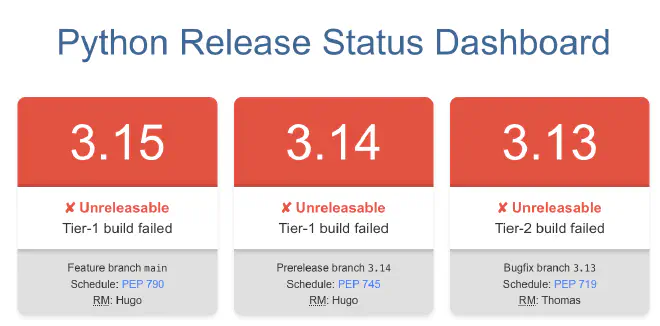 Python Release Status Dashboard
3.15
✘ Unreleasable
Tier-1 build failed
Feature branch main
Schedule: PEP 790
RM: Hugo
3.14
✘ Unreleasable
Tier-1 build failed
Prerelease branch 3.14
Schedule: PEP 745
RM: Hugo
3.13
✘ Unreleasable
Tier-2 build failed
Bugfix branch 3.13
Schedule: PEP 719
RM: Thomas